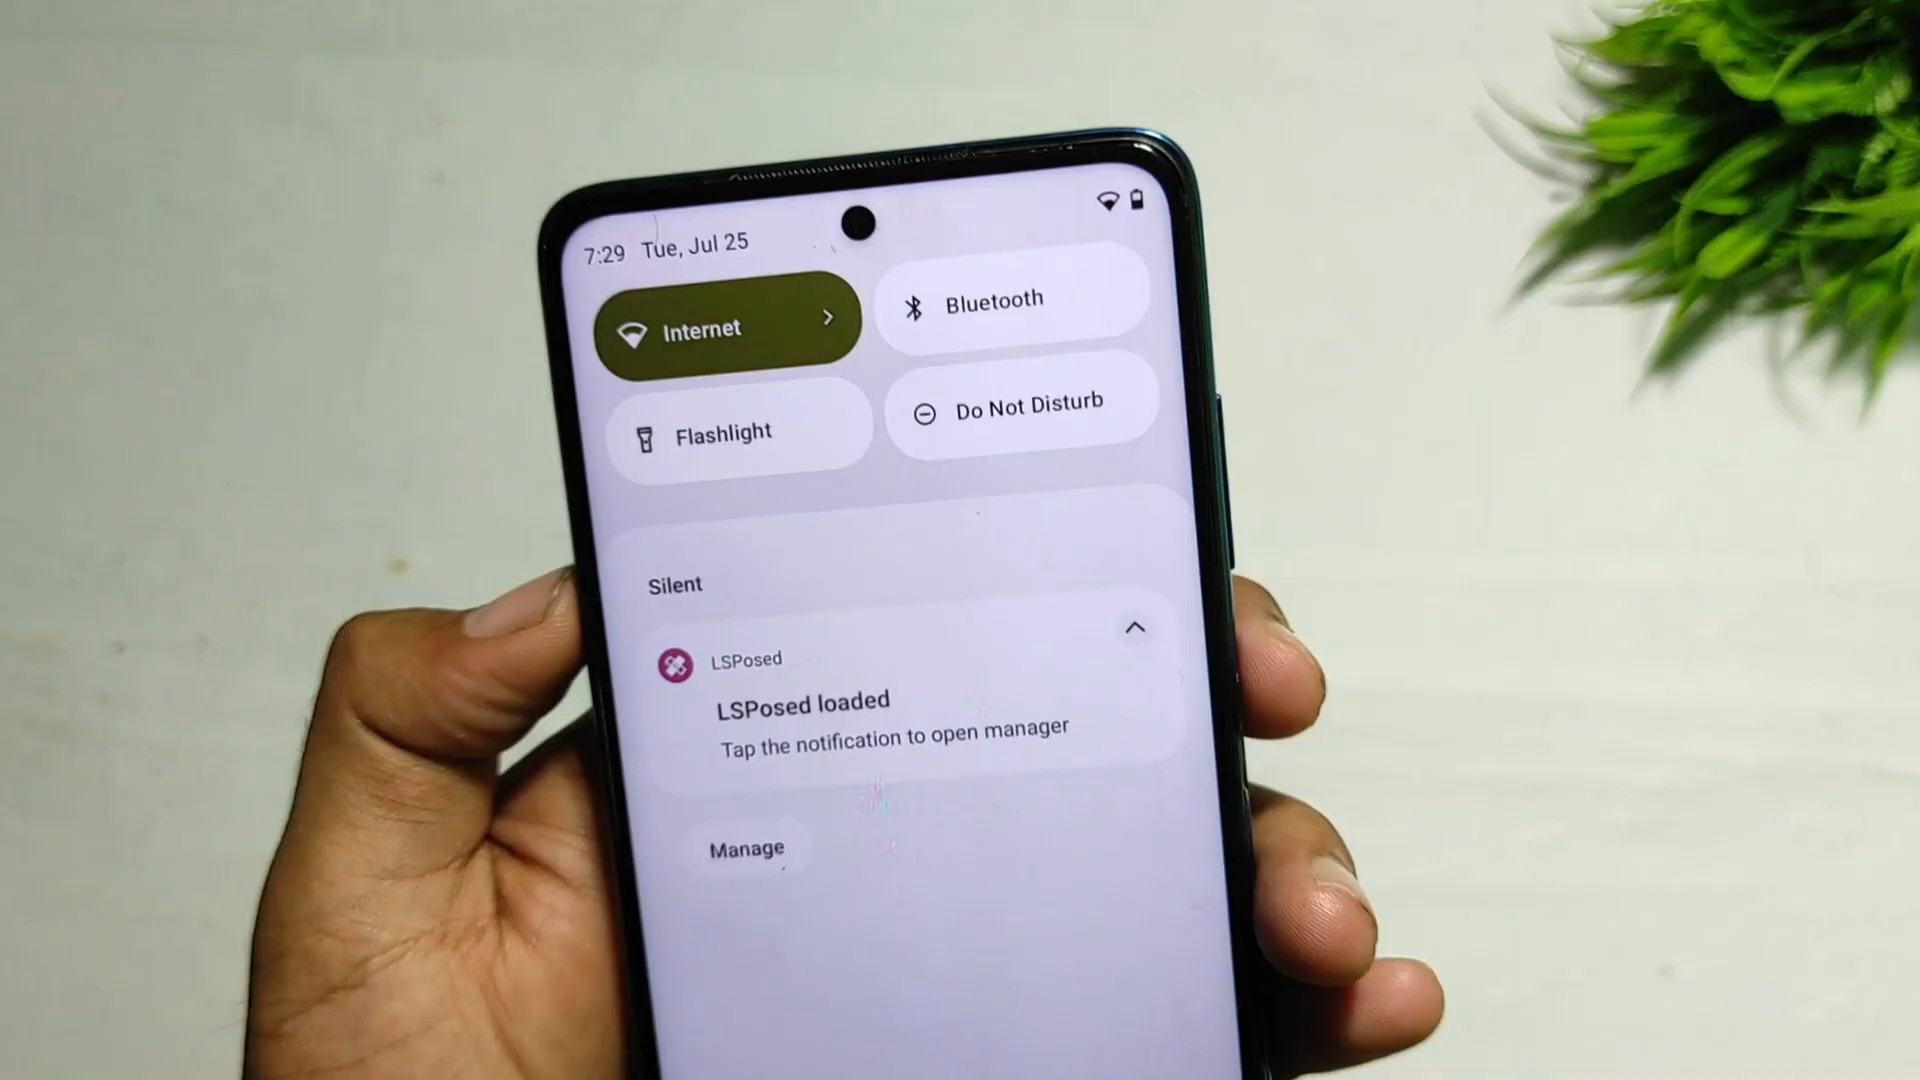 7:29 Tue, Jul 25
Internet
Bluetooth
Flashlight
Do Not Disturb
Silent
LSPosed
LSPosed loaded
Tap the notification to open manager
Manage